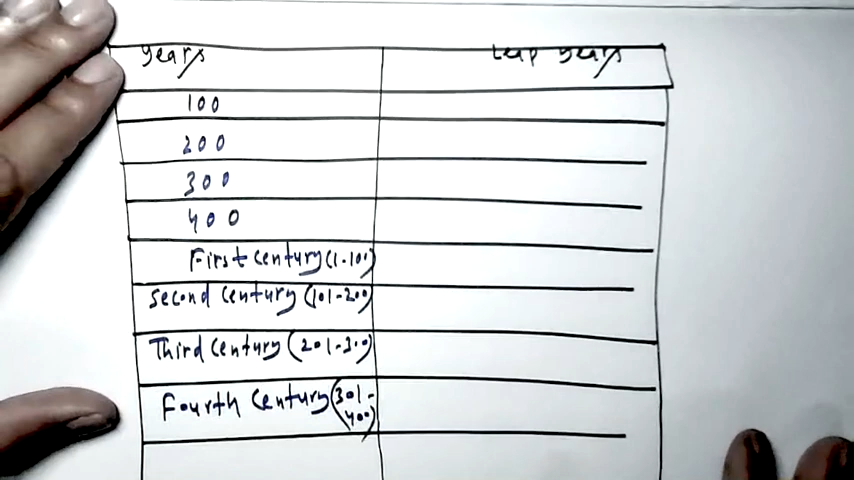 years leap years
100
200
300
400
First century (1-100)
second century (101-200)
Third century (201-300)
Fourth century (301-
400)